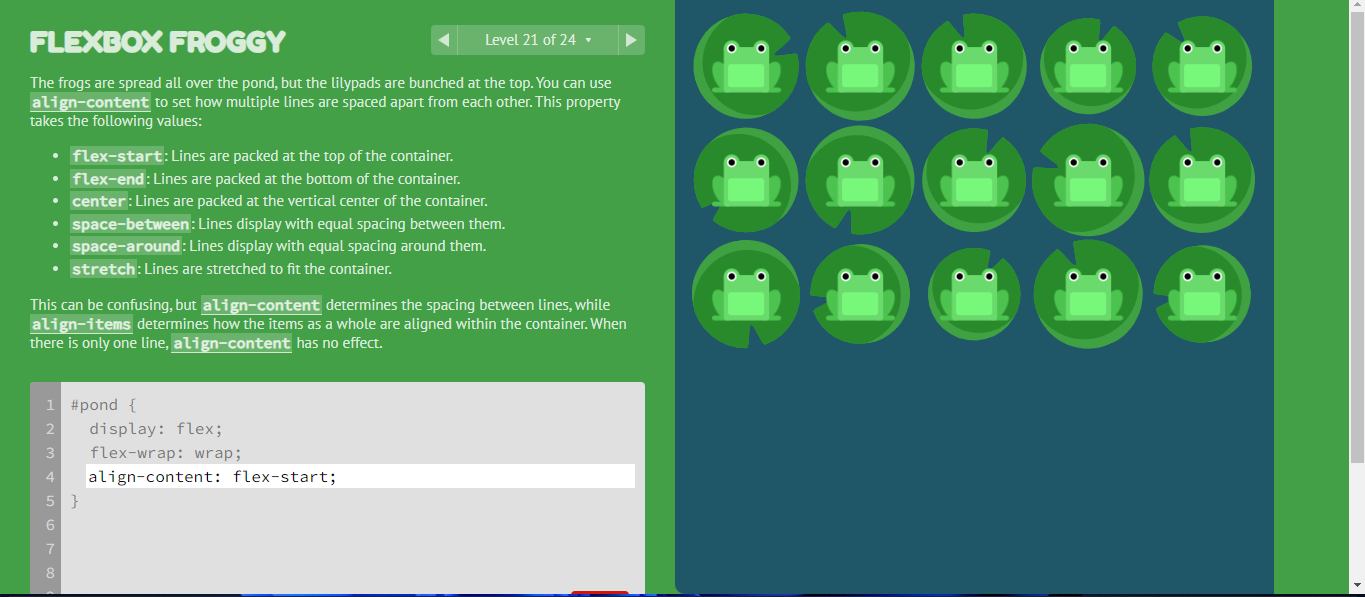 FLEXBOX FROGGY
Level 21 of 24
The frogs are spread all over the pond, but the lilypads are bunched at the top. You can use
align-content to set how multiple lines are spaced apart from each other. This property
takes the following values:
• flex-start: Lines are packed at the top of the container.
• flex-end: Lines are packed at the bottom of the container.
• center: Lines are packed at the vertical center of the container.
• space-between: Lines display with equal spacing between them.
• space-around: Lines display with equal spacing around them.
• stretch: Lines are stretched to fit the container.
This can be confusing, but align-content determines the spacing between lines, while
align-items determines how the items as a whole are aligned within the container. When
there is only one line, align-content has no effect.
1 #pond {
2 display: flex;
3 flex-wrap: wrap;
4 align-content: flex-start;
5 }
6
7
8